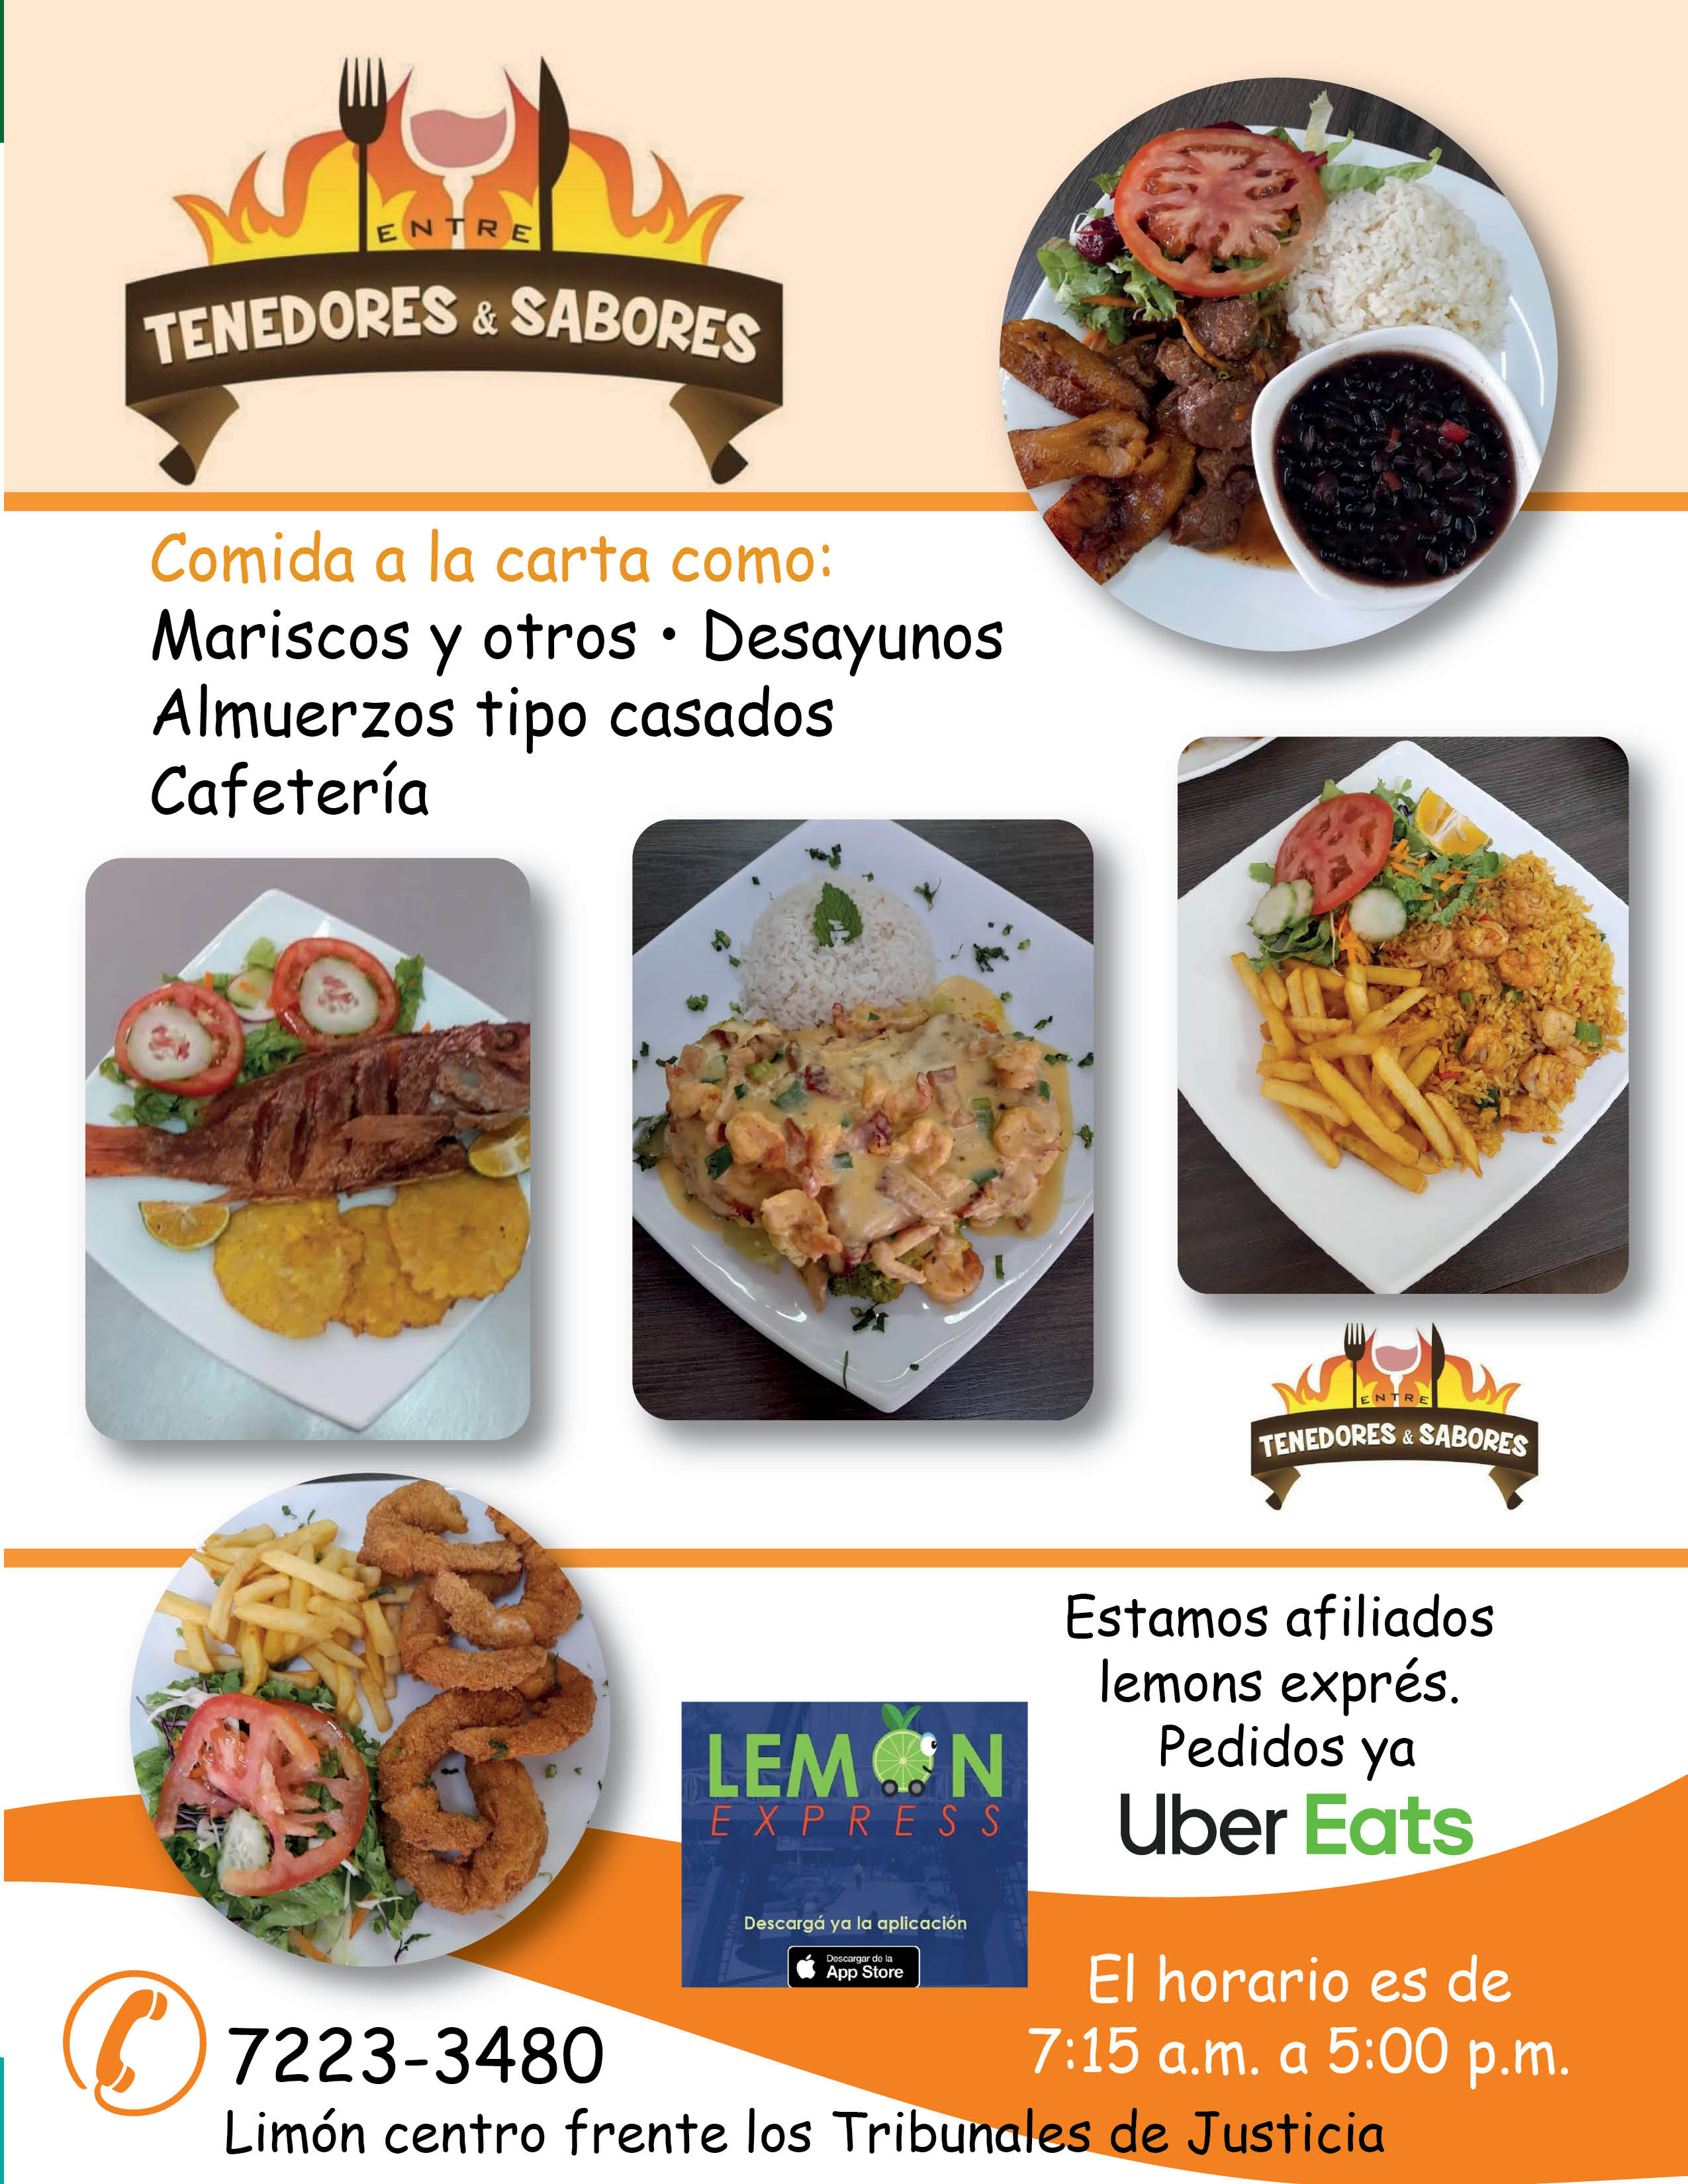 ENTRE
TENEDORES & SABORES
Comida a la carta como:
Mariscos y otros • Desayunos
Almuerzos tipo casados
Cafetería
ENTRE
TENEDORES & SABORES
Estamos afiliados
lemons exprés.
Pedidos ya
Uber Eats
LEMON
EXPRESS
Descargá ya la aplicación
Descargar de la
App Store
El horario es de
7:15 a.m. a 5:00 p.m.
7223-3480
Limón centro frente los Tribunales de Justicia